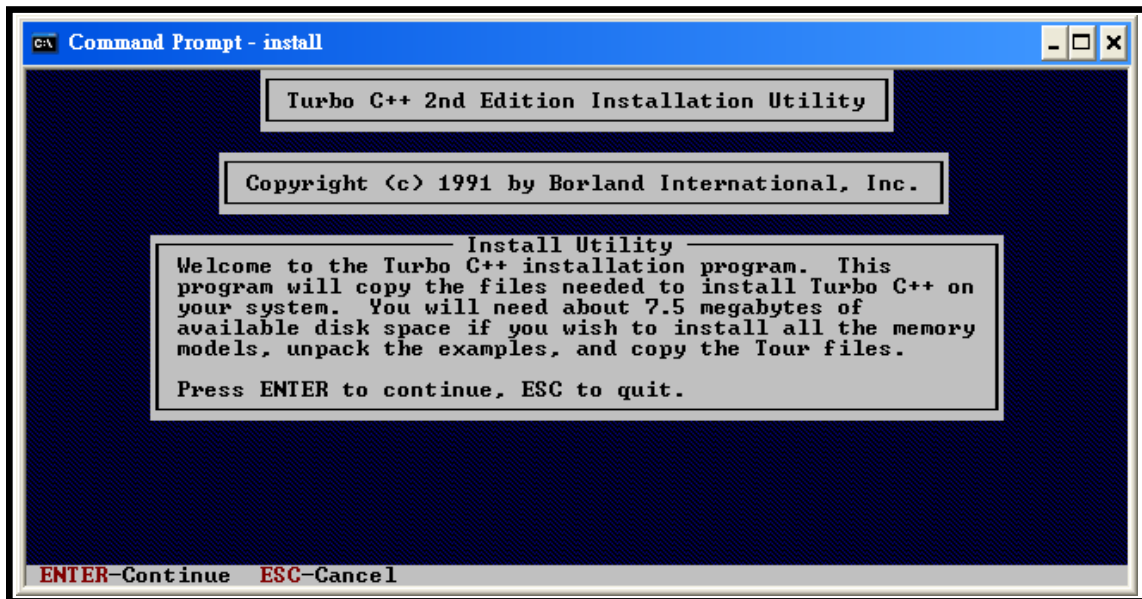 Command Prompt - install
Turbo C++ 2nd Edition Installation Utility
Copyright (c) 1991 by Borland International, Inc.
Install Utility
Welcome to the Turbo C++ installation program.  This
program will copy the files needed to install Turbo C++ on
your system.  You will need about 7.5 megabytes of
available disk space if you wish to install all the memory
models, unpack the examples, and copy the Tour files.
Press ENTER to continue, ESC to quit.
ENTER-Continue  ESC-Cancel